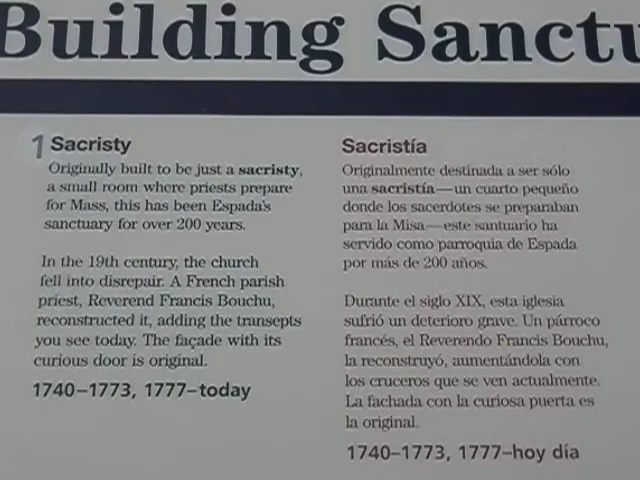 Building Sanctu
1 Sacristy
Originally built to be just a sacristy,
a small room where priests prepare
for Mass, this has been Espada's
sanctuary for over 200 years.
In the 19th century, the church
fell into disrepair. A French parish
priest, Reverend Francis Bouchu,
reconstructed it, adding the transepts
you see today. The façade with its
curious door is original.
1740–1773, 1777–today
Sacristía
Originalmente destinada a ser sólo
una sacristía—un cuarto pequeño
donde los sacerdotes se preparaban
para la Misa—este santuario ha
servido como parroquia de Espada
por más de 200 años.
Durante el siglo XIX, esta iglesia
sufrió un deterioro grave. Un párroco
francés, el Reverendo Francis Bouchu,
la reconstruyó, aumentándola con
los cruceros que se ven actualmente.
La fachada con la curiosa puerta es
la original.
1740–1773, 1777–hoy día